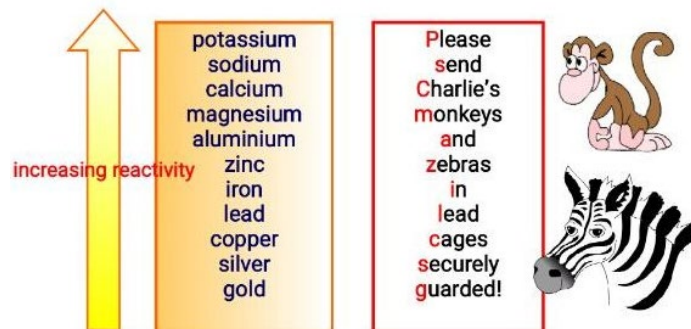 increasing reactivity
potassium
sodium
calcium
magnesium
aluminium
zinc
iron
lead
copper
silver
gold
Please
send
Charlie's
monkeys
and
zebras
in
lead
cages
securely
guarded!